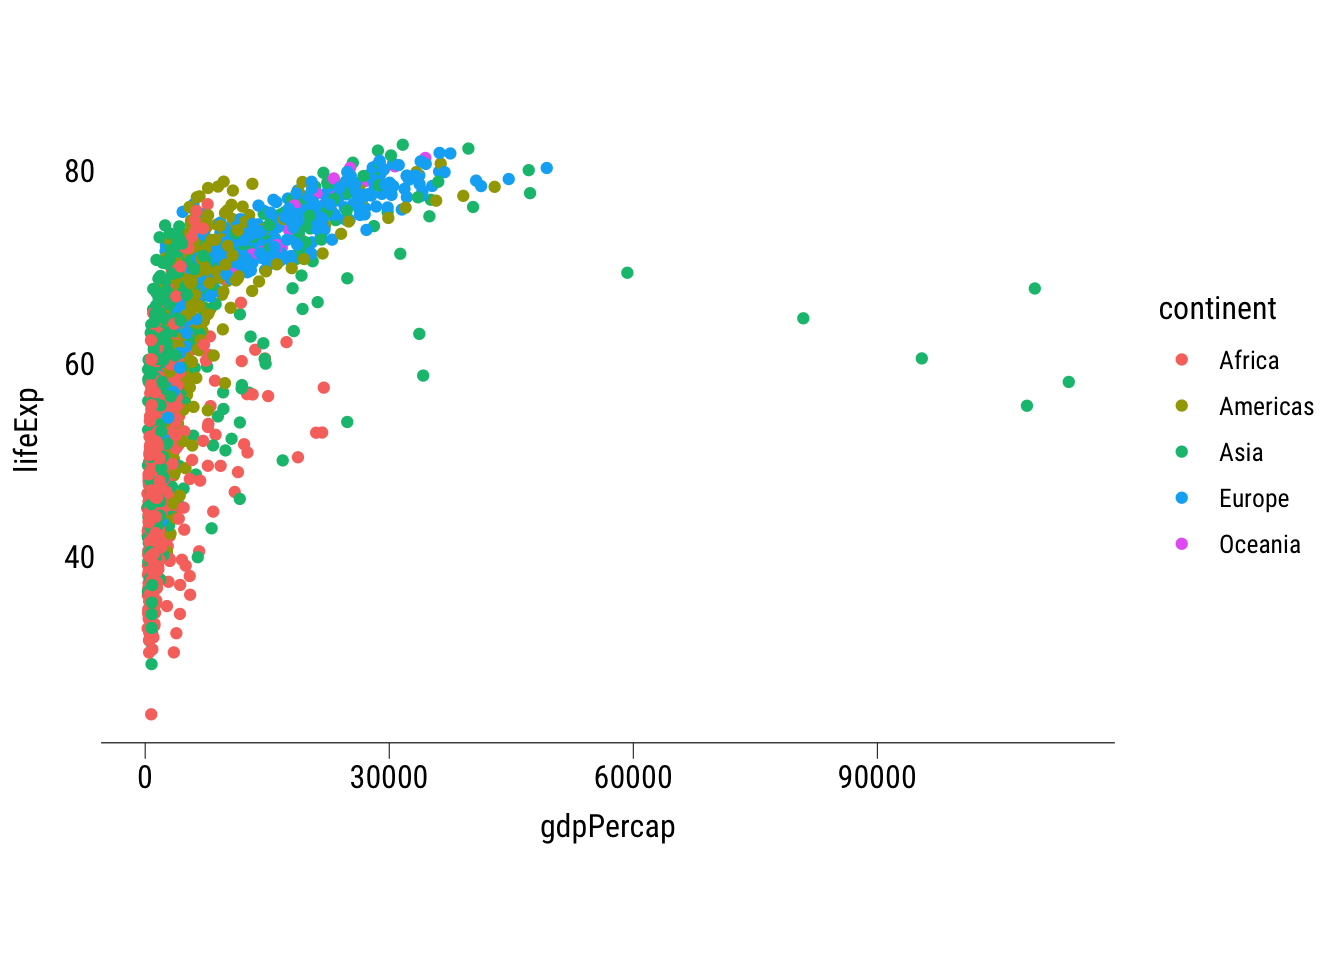 80
60
40
lifeExp
0 30000 60000 90000
gdpPercap
continent
Africa
Americas
Asia
Europe
Oceania